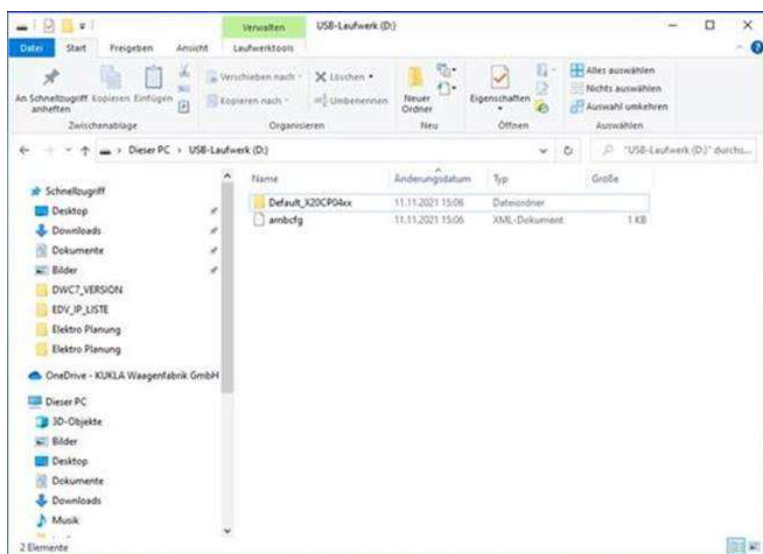 Verwalten USB-Laufwerk (D:)
Datei Start Freigeben Ansicht Laufwerktools
An Schnellzugriff anheften
Kopieren
Einfügen
Verschieben nach
Kopieren nach
Löschen
Umbenennen
Neuer Ordner
Eigenschaften
Alles auswählen
Nichts auswählen
Auswahl umkehren
Zwischenablage Organisieren Neu Öffnen Auswählen
Dieser PC › USB-Laufwerk (D:)
"USB-Laufwerk (D:)" durchs...
Name Änderungsdatum Typ Größe
Default_X20CP04xx 11.11.2021 15:06 Dateiordner
arnbcfg 11.11.2021 15:06 XML-Dokument 1 KB
Schnellzugriff
Desktop
Downloads
Dokumente
Bilder
DWC7_VERSION
EDV_IP_LISTE
Elektro Planung
Elektro Planung
OneDrive - KUKLA Waagenfabrik GmbH
Dieser PC
3D-Objekte
Bilder
Desktop
Dokumente
Downloads
Musik
2 Elemente